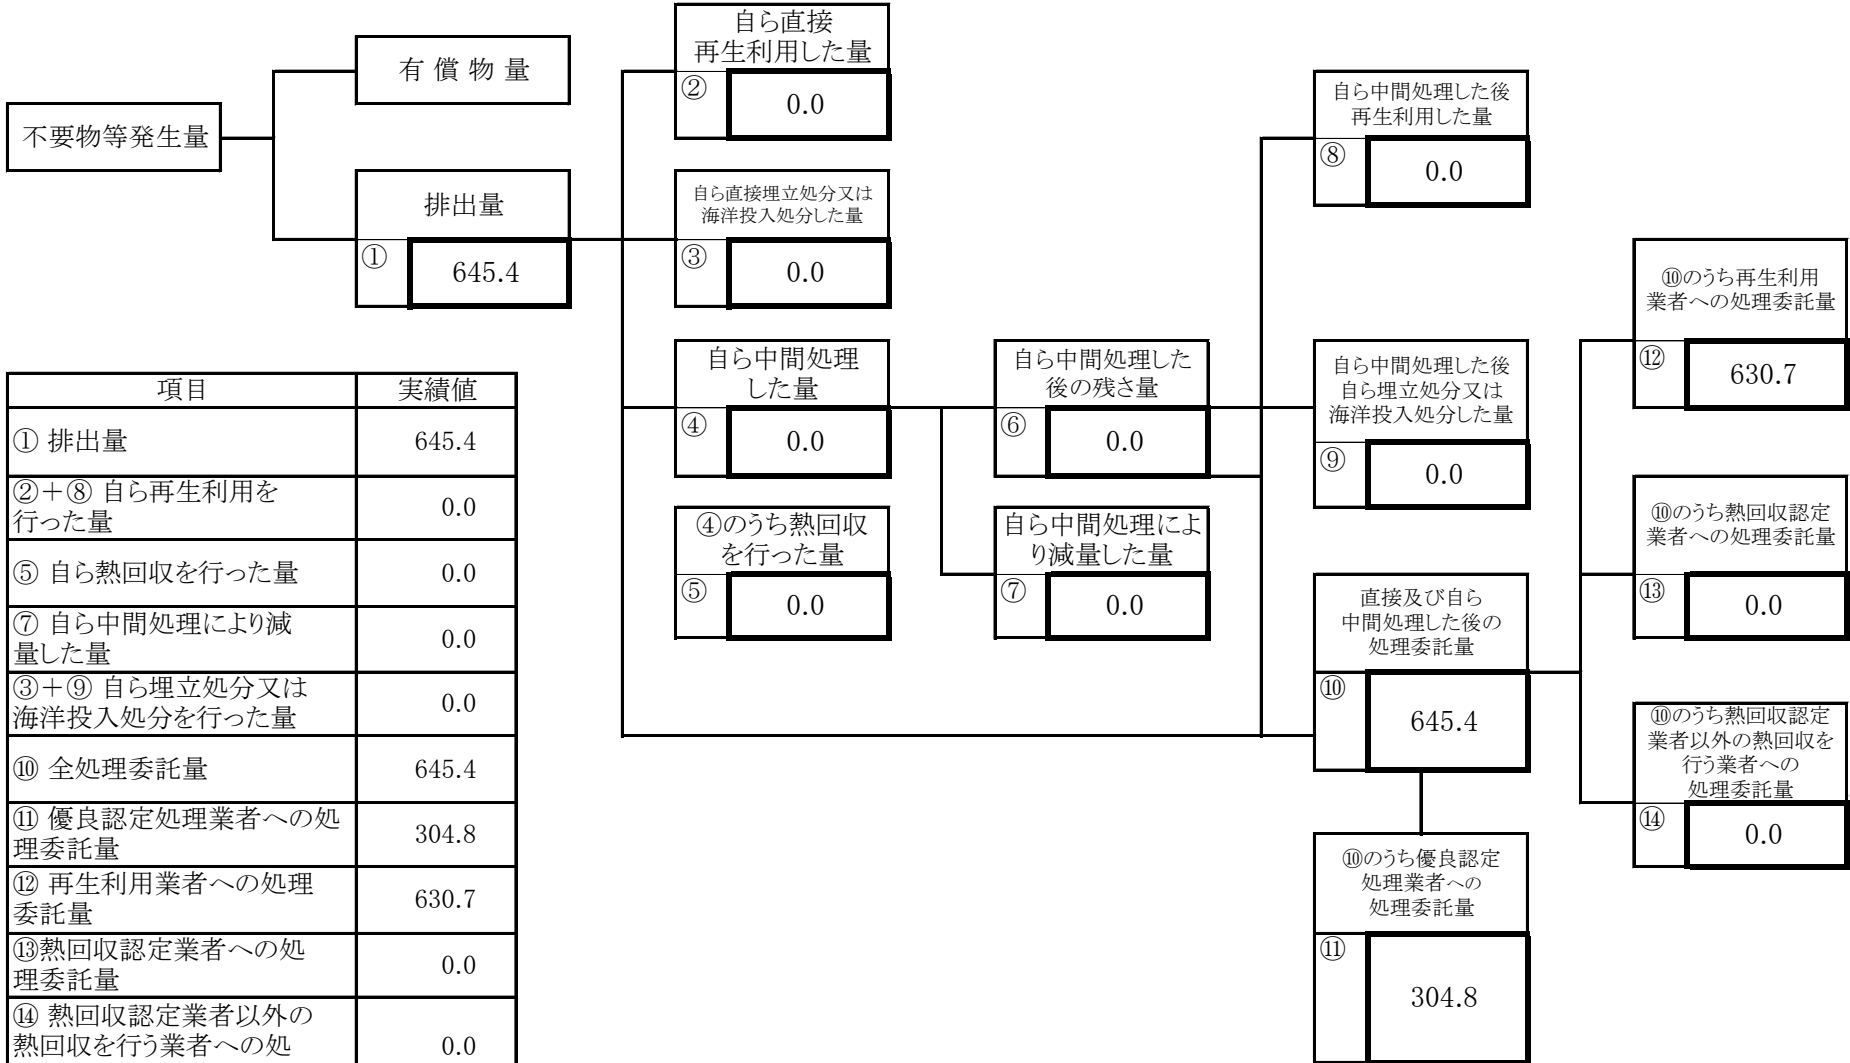 不要物等発生量
有 償 物 量
排出量
①
645.4
自ら直接
再生利用した量
②
0.0
自ら直接埋立処分又は
海洋投入処分した量
③
0.0
自ら中間処理
した量
④
0.0
④のうち熱回収
を行った量
⑤
0.0
自ら中間処理した
後の残さ量
⑥
0.0
自ら中間処理によ
り減量した量
⑦
0.0
自ら中間処理した後
再生利用した量
⑧
0.0
自ら中間処理した後
自ら埋立処分又は
海洋投入処分した量
⑨
0.0
直接及び自ら
中間処理した後の
処理委託量
⑩
645.4
⑩のうち優良認定
処理業者への
処理委託量
⑪
304.8
⑩のうち再生利用
業者への処理委託量
⑫
630.7
⑩のうち熱回収認定
業者への処理委託量
⑬
0.0
⑩のうち熱回収認定
業者以外の熱回収を
行う業者への
処理委託量
⑭
0.0
項目 実績値
① 排出量 645.4
②＋⑧ 自ら再生利用を
行った量 0.0
⑤ 自ら熱回収を行った量 0.0
⑦ 自ら中間処理により減
量した量 0.0
③＋⑨ 自ら埋立処分又は
海洋投入処分を行った量 0.0
⑩ 全処理委託量 645.4
⑪ 優良認定処理業者への処
理委託量 304.8
⑫ 再生利用業者への処理
委託量 630.7
⑬熱回収認定業者への処
理委託量 0.0
⑭ 熱回収認定業者以外の
熱回収を行う業者への処 0.0